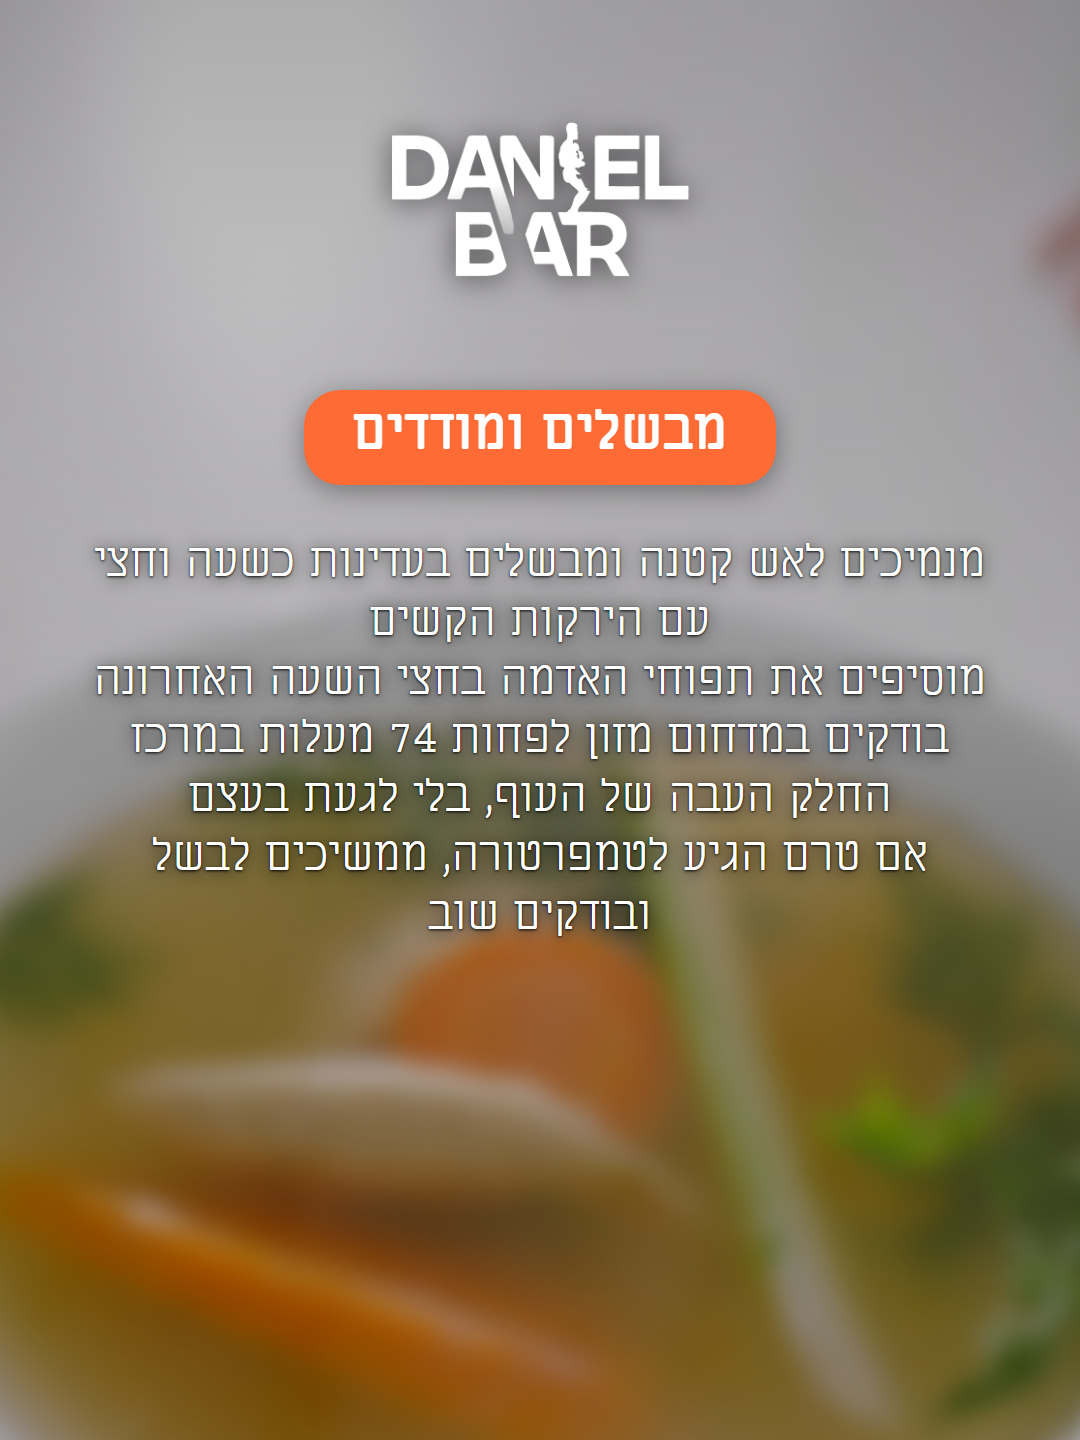 DANIEL
BAR
מבשלים ומודדים
מנמיכים לאש קטנה ומבשלים בעדינות כשעה וחצי
עם הירקות הקשים
מוסיפים את תפוחי האדמה בחצי השעה האחרונה
בודקים במדחום מזון לפחות 74 מעלות במרכז
החלק העבה של העוף, בלי לגעת בעצם
אם טרם הגיע לטמפרטורה, ממשיכים לבשל
ובודקים שוב